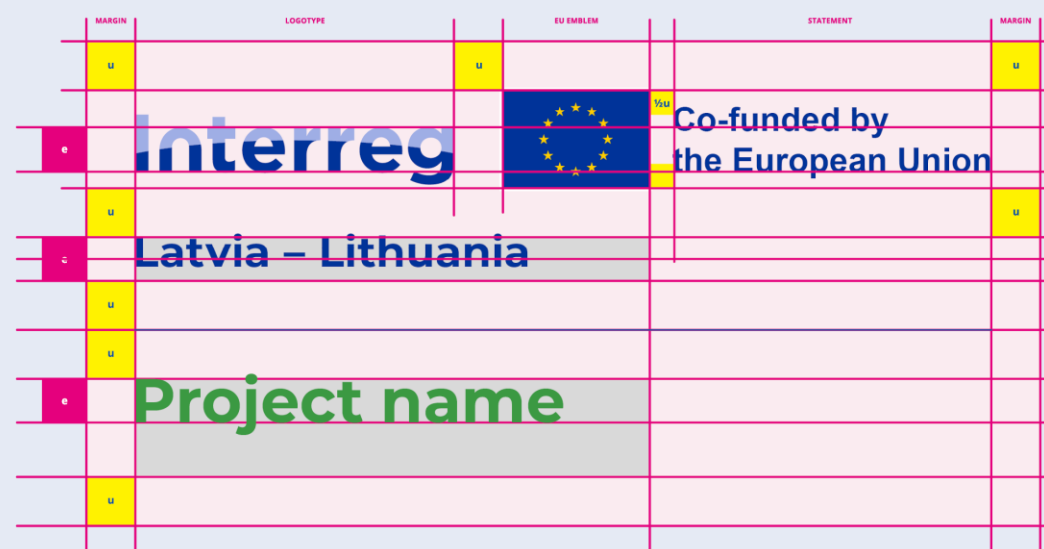 MARGIN LOGOTYPE EU EMBLEM STATEMENT MARGIN
u u u
½u
Interreg Co-funded by
e
the European Union
u u
Latvia – Lithuania
e
u
u
Project name
e
u